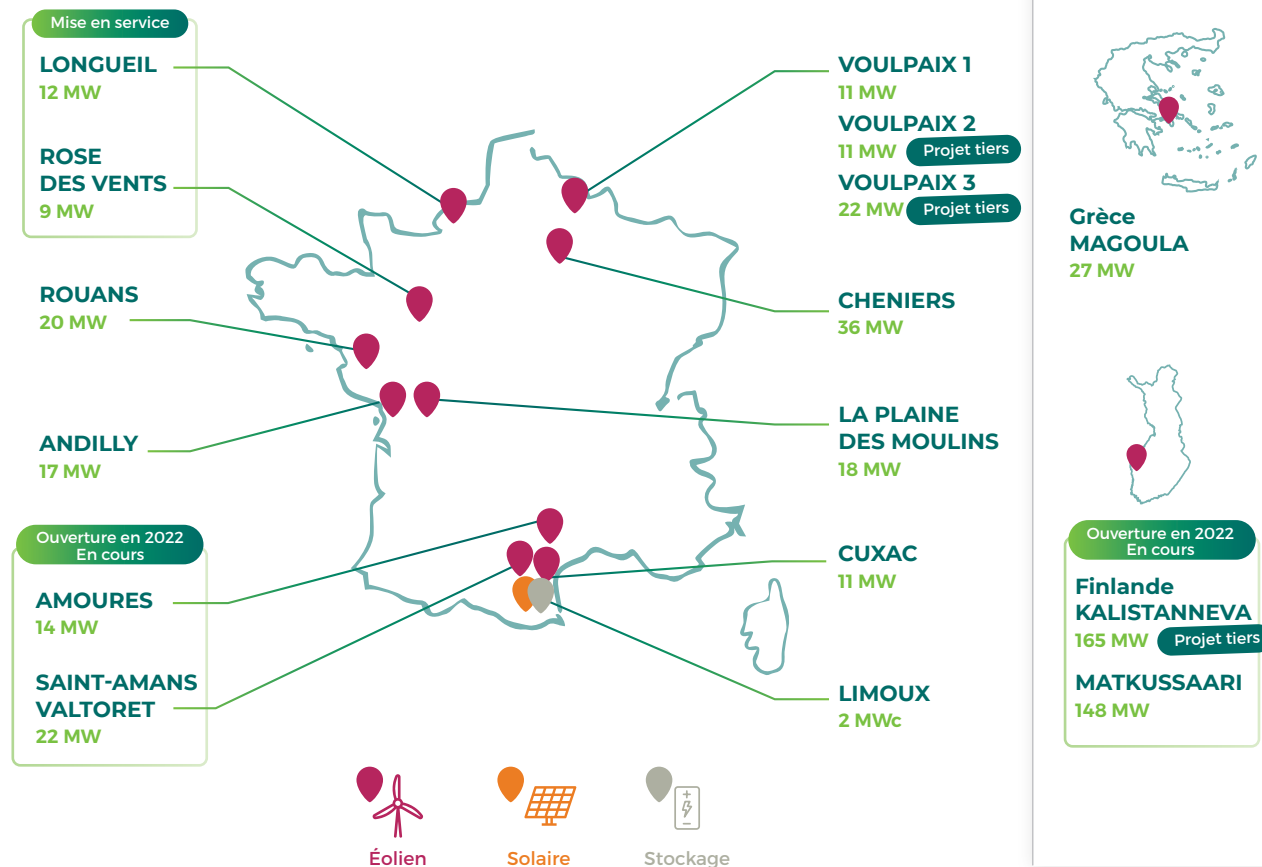 Mise en service
LONGUEIL
12 MW
ROSE
DES VENTS
9 MW
ROUANS
20 MW
ANDILLY
17 MW
Ouverture en 2022
En cours
AMOURES
14 MW
SAINT-AMANS
VALTORET
22 MW
VOULPAIX 1
11 MW
VOULPAIX 2
11 MW Projet tiers
VOULPAIX 3
22 MW Projet tiers
CHENIERS
36 MW
LA PLAINE
DES MOULINS
18 MW
CUXAC
11 MW
LIMOUX
2 MWc
Éolien
Solaire
Stockage
Grèce
MAGOULA
27 MW
Ouverture en 2022
En cours
Finlande
KALISTANNEVA
165 MW Projet tiers
MATKUSSAARI
148 MW